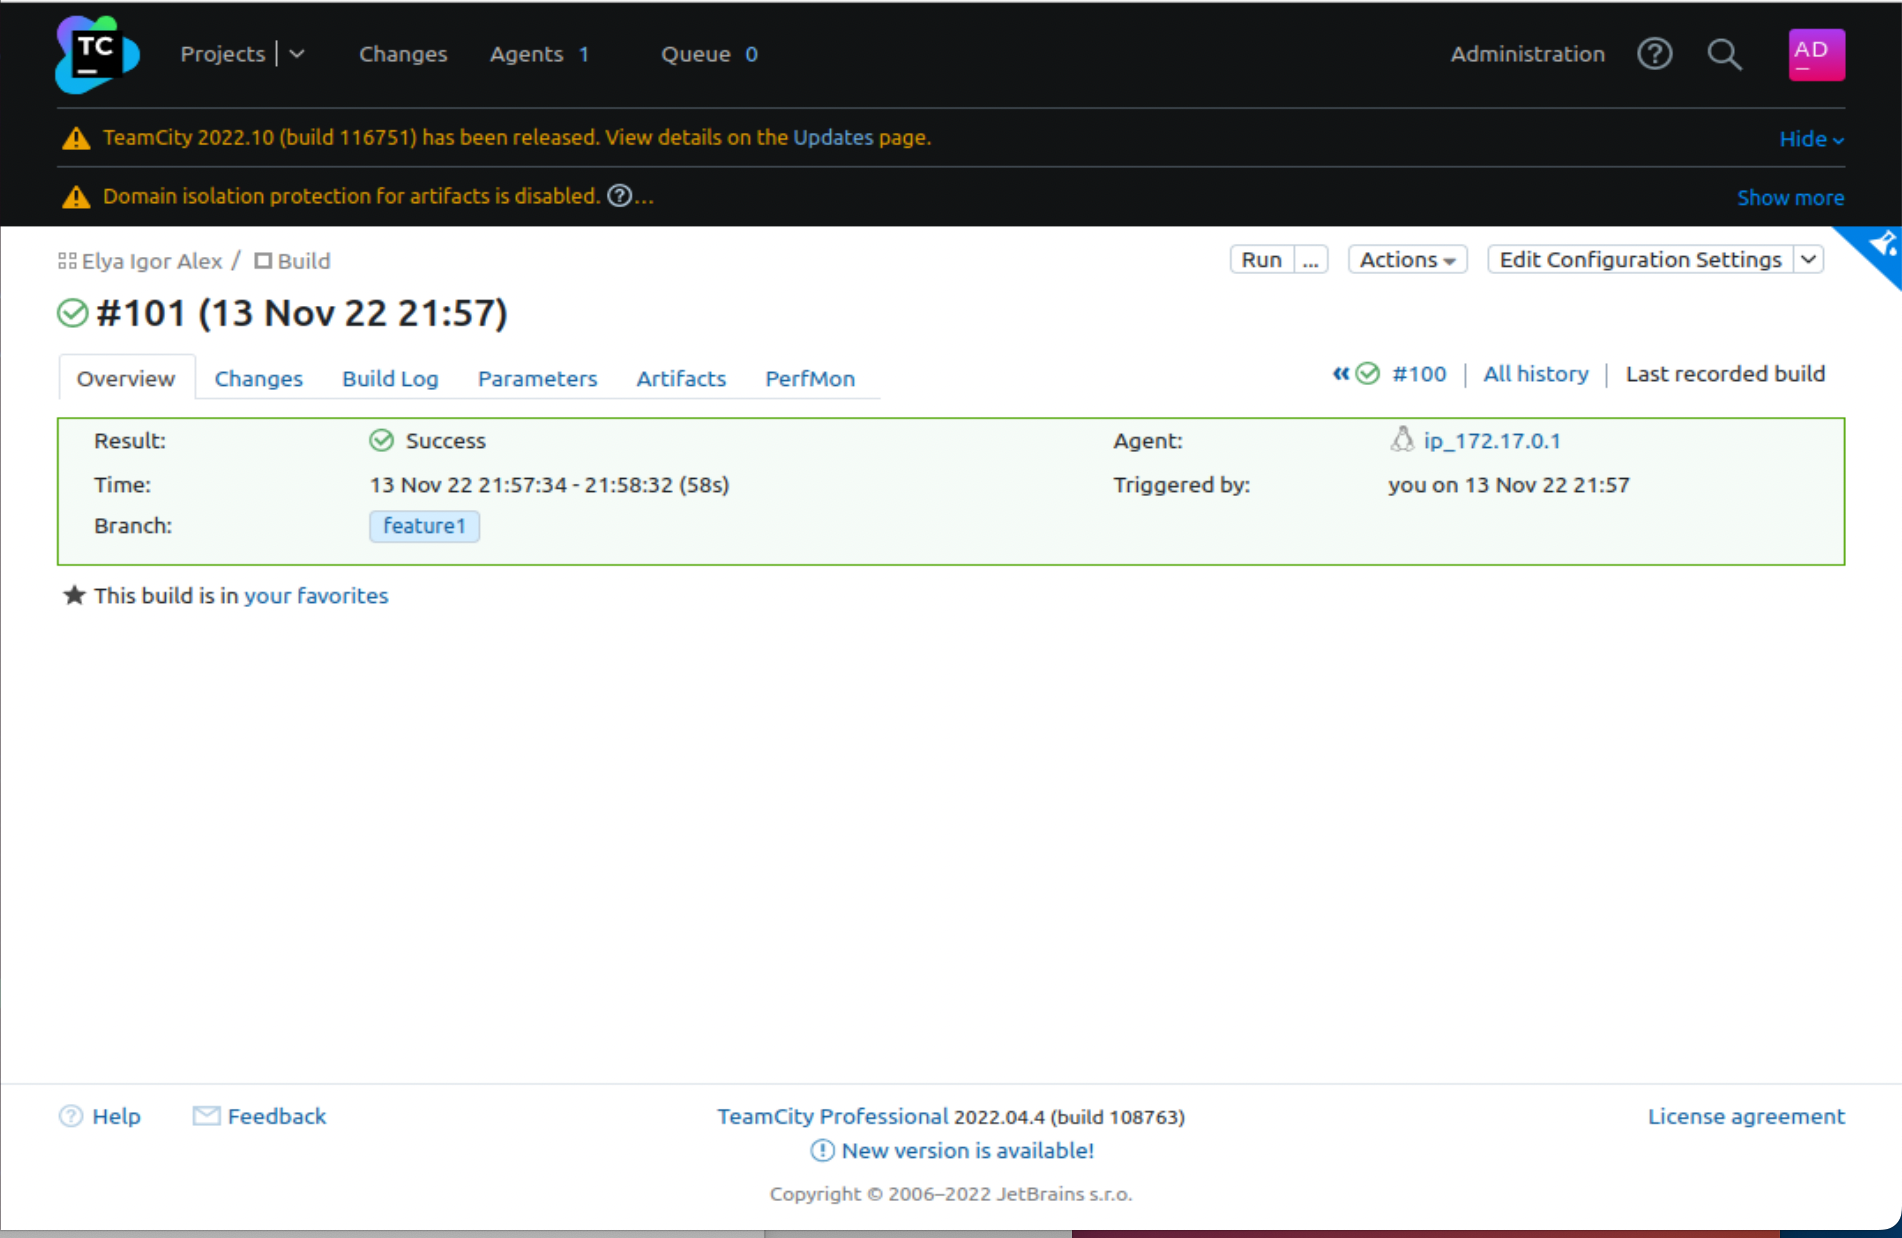 TC
Projects
Changes
Agents 1
Queue 0
Administration
AD
TeamCity 2022.10 (build 116751) has been released. View details on the Updates page.
Hide
Domain isolation protection for artifacts is disabled. ...
Show more
Elya Igor Alex / Build
Run ...
Actions
Edit Configuration Settings
#101 (13 Nov 22 21:57)
Overview Changes Build Log Parameters Artifacts PerfMon
« #100 | All history | Last recorded build
Result: Success
Agent: ip_172.17.0.1
Time: 13 Nov 22 21:57:34 - 21:58:32 (58s)
Triggered by: you on 13 Nov 22 21:57
Branch: feature1
This build is in your favorites
Help
Feedback
TeamCity Professional 2022.04.4 (build 108763)
License agreement
New version is available!
Copyright © 2006–2022 JetBrains s.r.o.